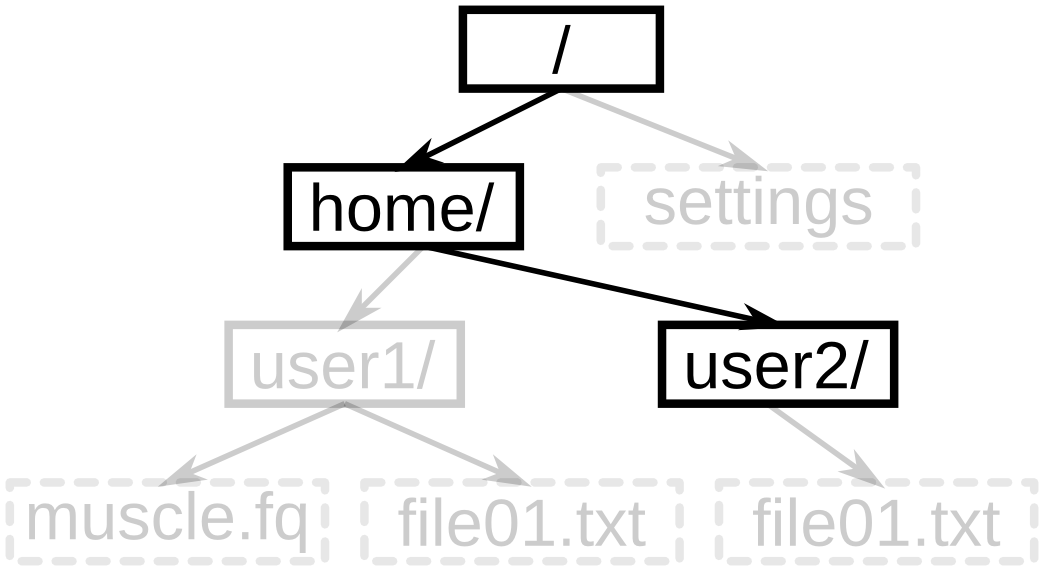 /
home/
settings
user1/
user2/
muscle.fq
file01.txt
file01.txt